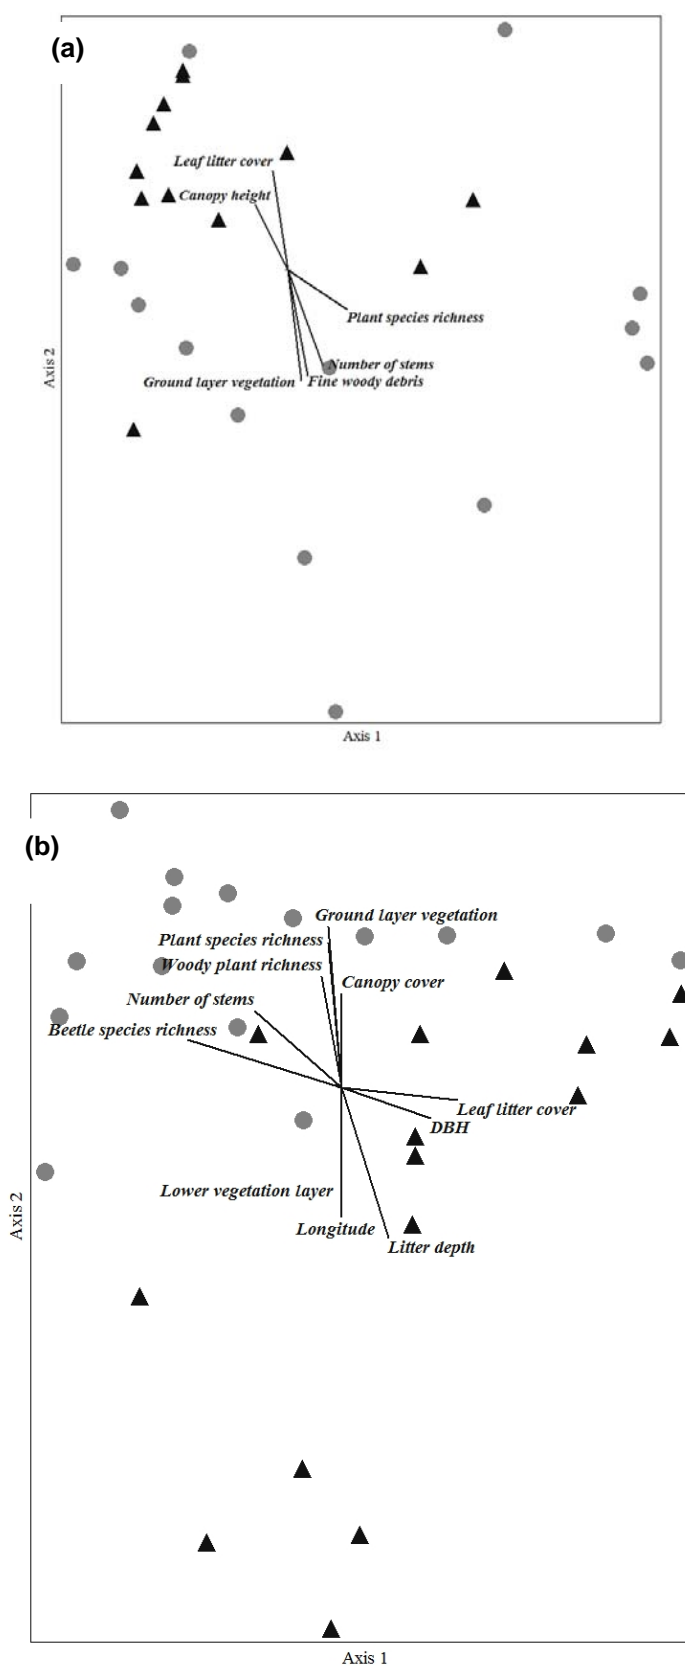 (a)
Leaf litter cover
Canopy height
Plant species richness
Number of stems
Ground layer vegetation
Fine woody debris
Axis 2
Axis 1
(b)
Ground layer vegetation
Plant species richness
Woody plant richness
Canopy cover
Number of stems
Beetle species richness
Leaf litter cover
DBH
Lower vegetation layer
Longitude
Litter depth
Axis 2
Axis 1